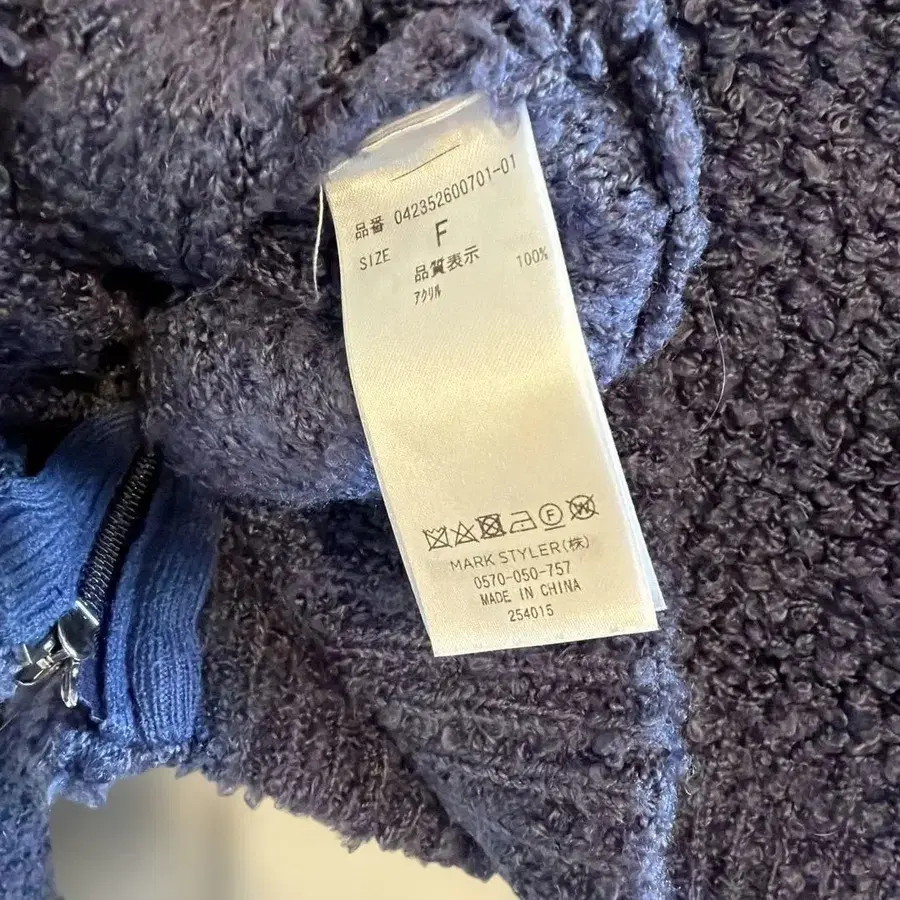 品番 042352600701-01
SIZE F
品質表示
アクリル 100%
MARK STYLER(株)
0570-050-757
MADE IN CHINA
254015